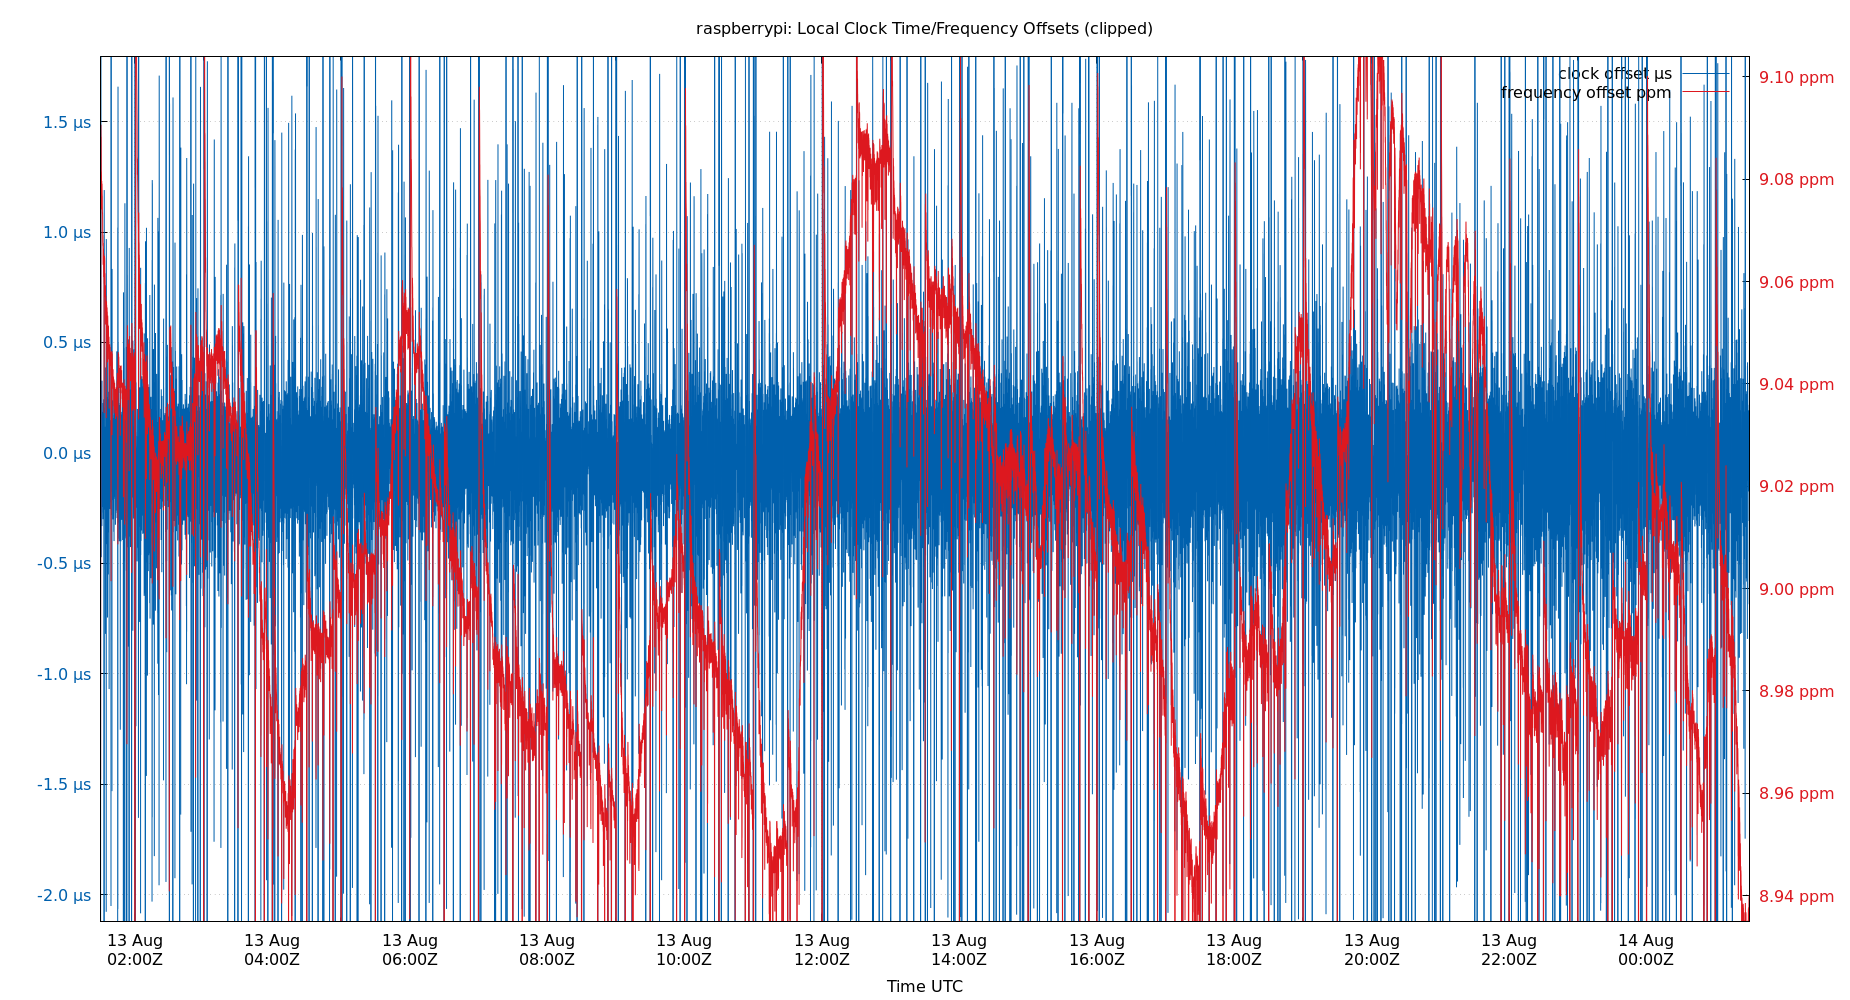 raspberrypi: Local Clock Time/Frequency Offsets (clipped)
clock offset µs
frequency offset ppm
1.5 µs
1.0 µs
0.5 µs
0.0 µs
-0.5 µs
-1.0 µs
-1.5 µs
-2.0 µs
9.10 ppm
9.08 ppm
9.06 ppm
9.04 ppm
9.02 ppm
9.00 ppm
8.98 ppm
8.96 ppm
8.94 ppm
13 Aug 13 Aug 13 Aug 13 Aug 13 Aug 13 Aug 13 Aug 13 Aug 13 Aug 13 Aug 13 Aug 14 Aug
02:00Z 04:00Z 06:00Z 08:00Z 10:00Z 12:00Z 14:00Z 16:00Z 18:00Z 20:00Z 22:00Z 00:00Z
Time UTC